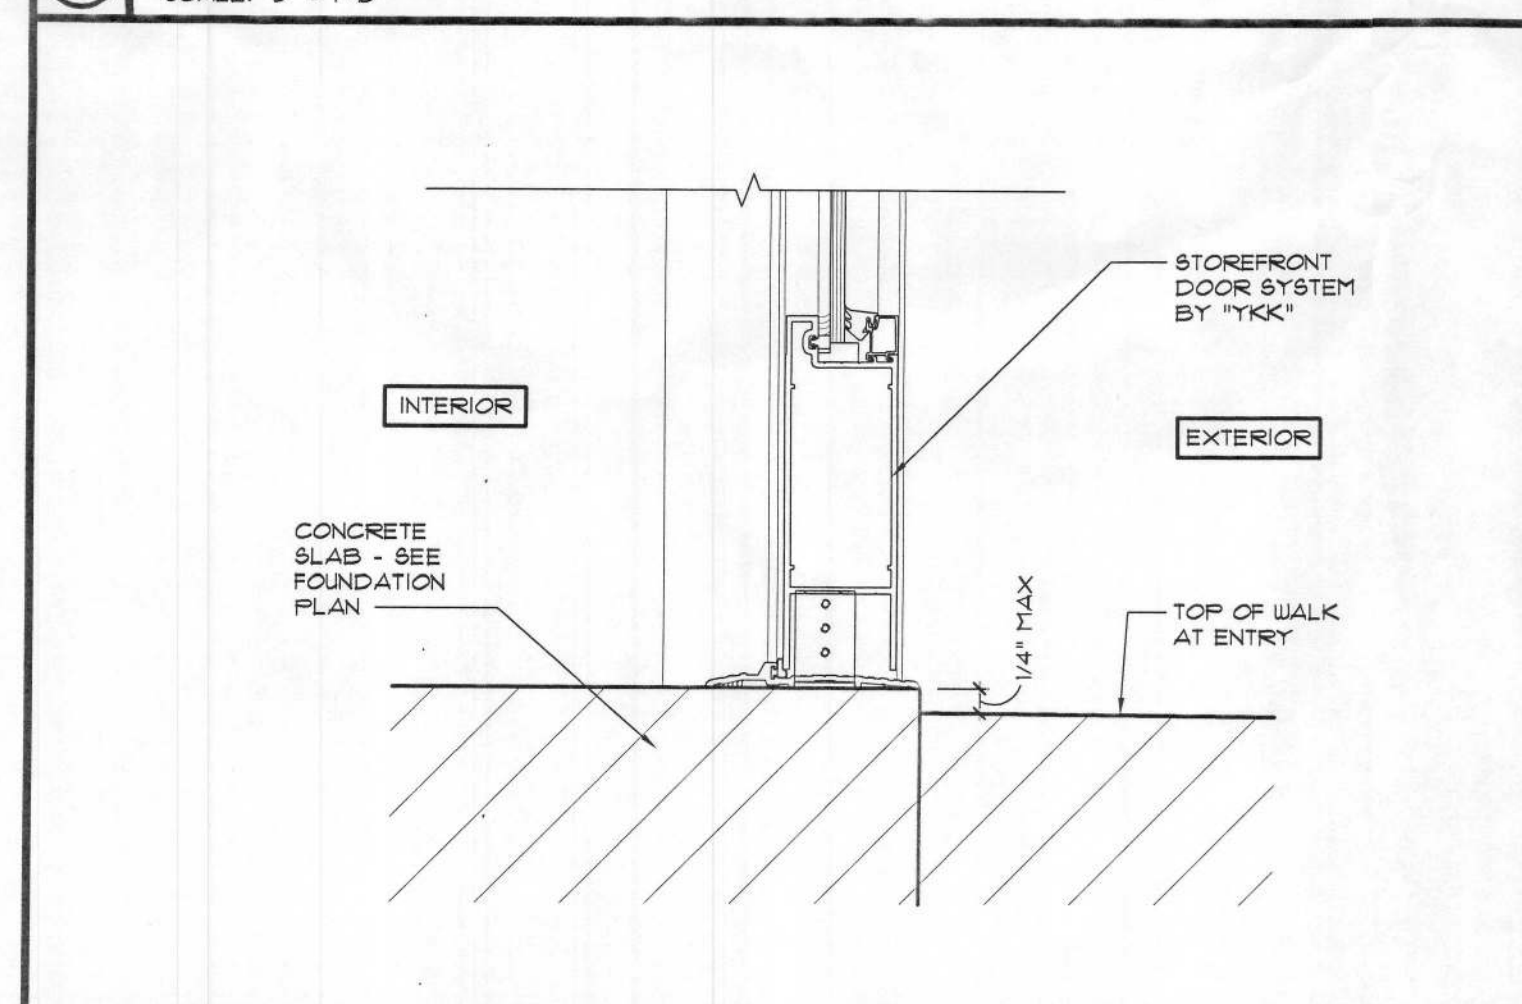 STOREFRONT
DOOR SYSTEM
BY "YKK"
INTERIOR
EXTERIOR
CONCRETE
SLAB - SEE
FOUNDATION
PLAN
1/4" MAX
TOP OF WALK
AT ENTRY